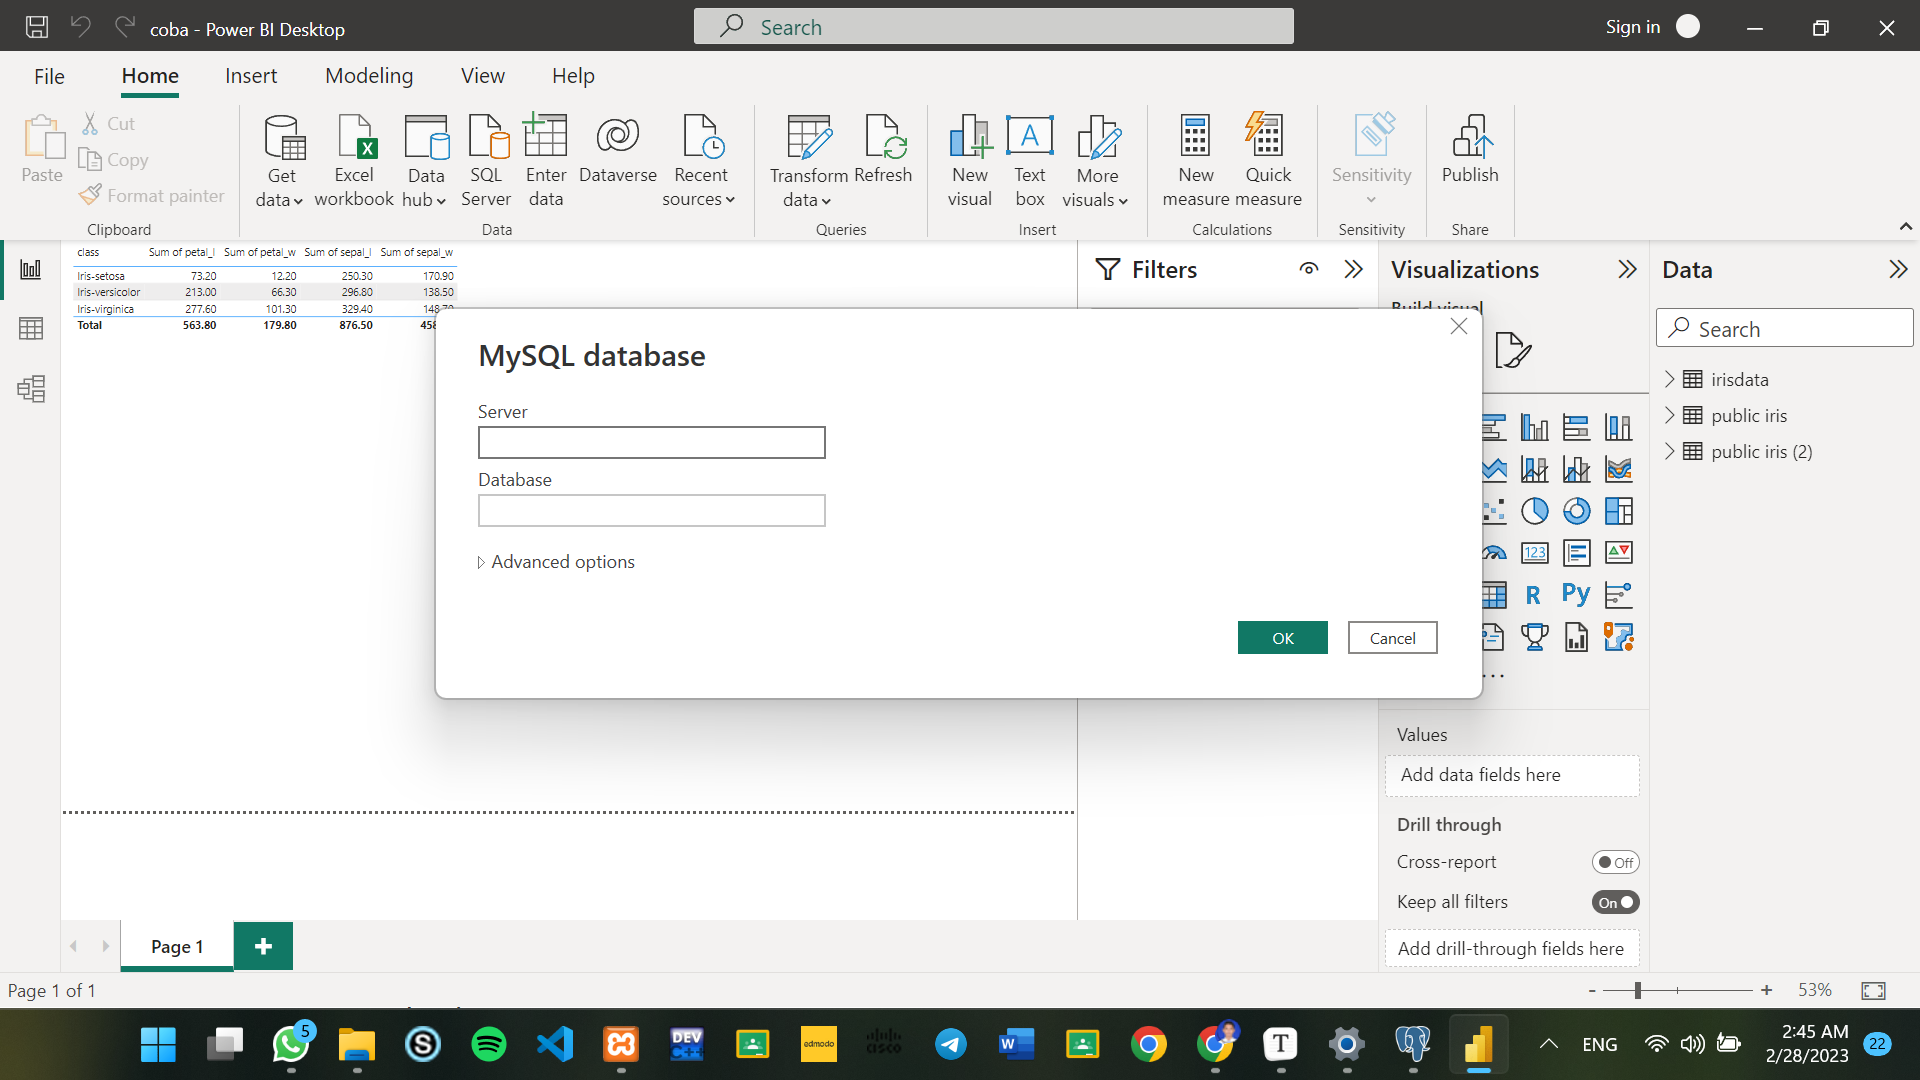 coba - Power BI Desktop
Search
Sign in
File
Home
Insert
Modeling
View
Help
Paste
Cut
Copy
Format painter
Clipboard
Get data
Excel workbook
Data hub
SQL Server
Enter data
Dataverse
Recent sources
Data
Transform data
Refresh
Queries
New visual
Text box
More visuals
Insert
New measure
Quick measure
Calculations
Sensitivity
Sensitivity
Publish
Share
class Sum of petal_l Sum of petal_w Sum of sepal_l Sum of sepal_w
Iris-setosa 73.20 12.20 250.30 170.90
Iris-versicolor 213.00 66.30 296.80 138.50
Iris-virginica 277.60 101.30 329.40 148.70
Total 563.80 179.80 876.50 458
Filters
Visualizations
Build visual
Data
Search
irisdata
public iris
public iris (2)
MySQL database
Server
Database
Advanced options
OK
Cancel
123
R
Py
Values
Add data fields here
Drill through
Cross-report
Off
Keep all filters
On
Add drill-through fields here
Page 1
Page 1 of 1
53%
5
DEV
C++
edmodo
cisco
W
T
ENG
2:45 AM
2/28/2023
22